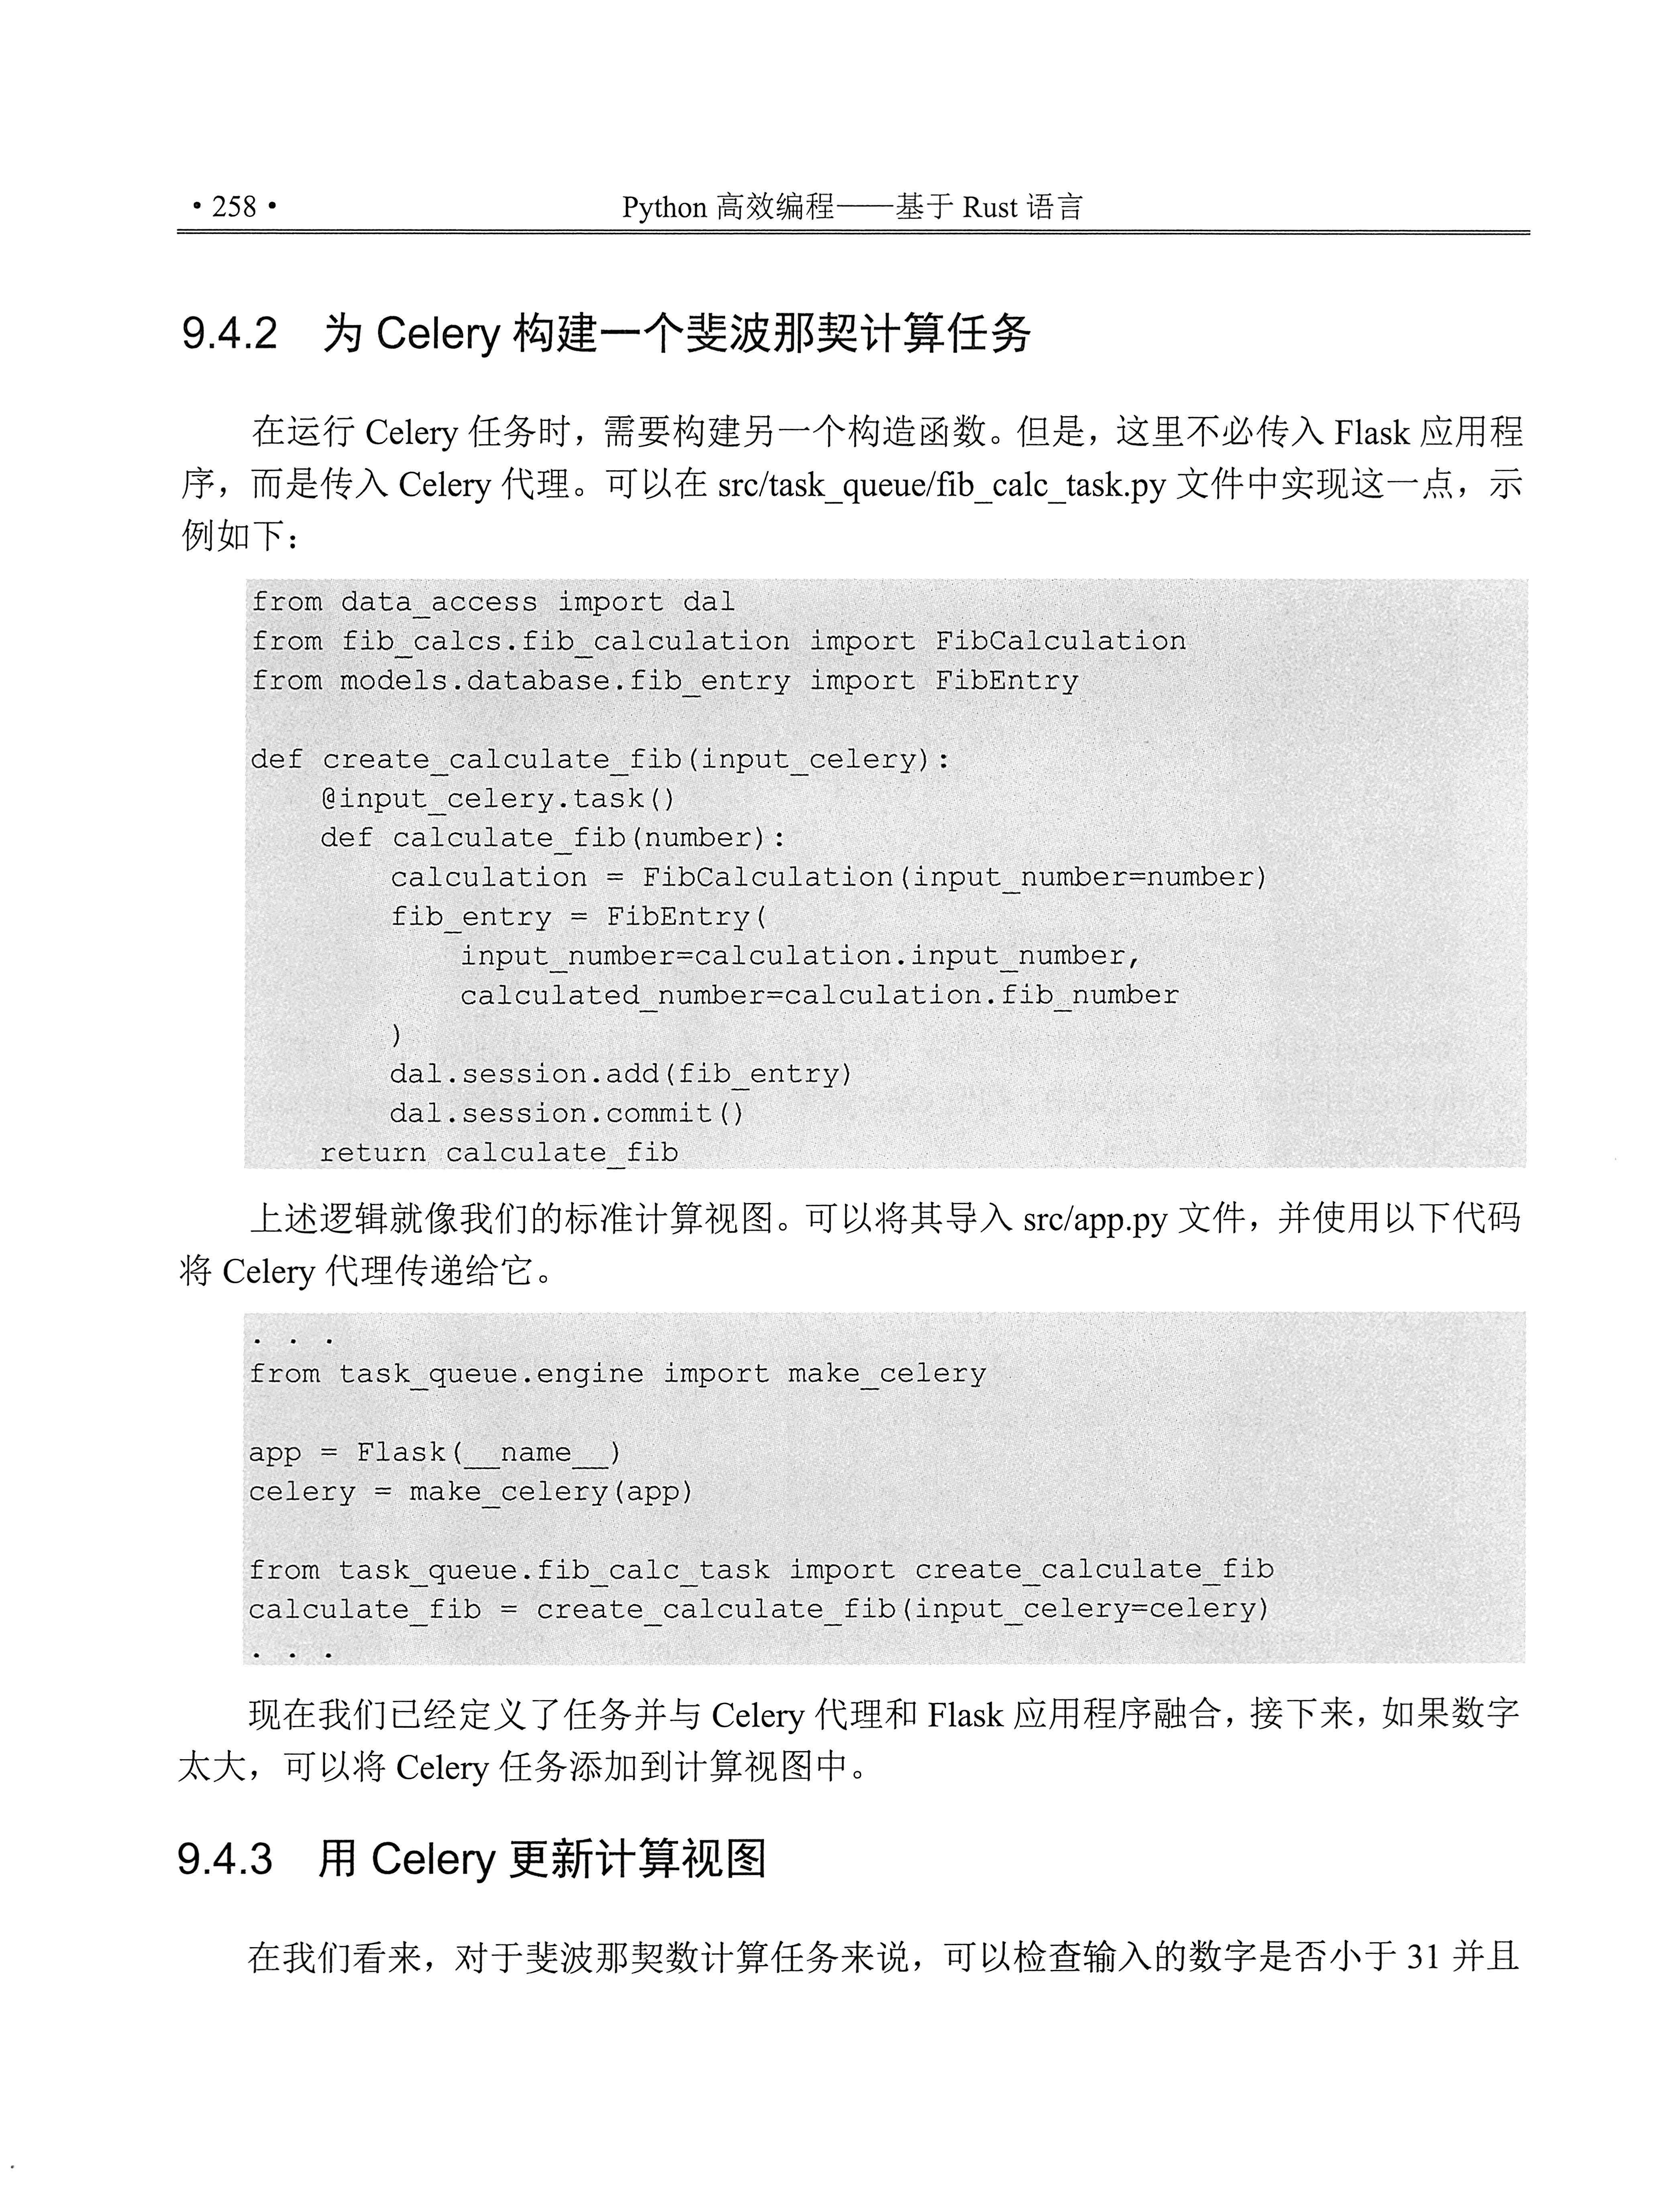 • 258 •
Python 高效编程——基于 Rust 语言
9.4.2 为 Celery 构建一个斐波那契计算任务
在运行 Celery 任务时，需要构建另一个构造函数。但是，这里不必传入 Flask 应用程
序，而是传入 Celery 代理。可以在 src/task_queue/fib_calc_task.py 文件中实现这一点，示
例如下：
from data_access import dal
from fib_calcs.fib_calculation import FibCalculation
from models.database.fib_entry import FibEntry
def create_calculate_fib(input_celery):
    @input_celery.task()
    def calculate_fib(number):
        calculation = FibCalculation(input_number=number)
        fib_entry = FibEntry(
            input_number=calculation.input_number,
            calculated_number=calculation.fib_number
        )
        dal.session.add(fib_entry)
        dal.session.commit()
    return calculate_fib
上述逻辑就像我们的标准计算视图。可以将其导入 src/app.py 文件，并使用以下代码
将 Celery 代理传递给它。
. . .
from task_queue.engine import make_celery
app = Flask(__name__)
celery = make_celery(app)
from task_queue.fib_calc_task import create_calculate_fib
calculate_fib = create_calculate_fib(input_celery=celery)
. . .
现在我们已经定义了任务并与 Celery 代理和 Flask 应用程序融合，接下来，如果数字
太大，可以将 Celery 任务添加到计算视图中。
9.4.3 用 Celery 更新计算视图
在我们看来，对于斐波那契数计算任务来说，可以检查输入的数字是否小于 31 并且